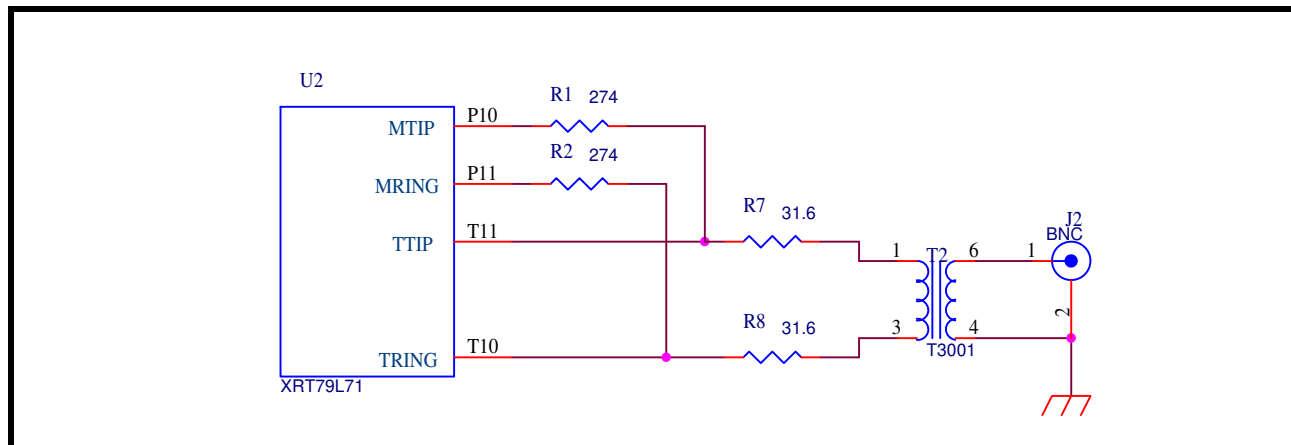 U2
R1 274
MTIP P10
R2 274
MRING P11
R7 31.6
J2
BNC
TTIP T11
1 T2 6 1
2
R8 31.6
3 4
TRING T10
T3001
XRT79L71